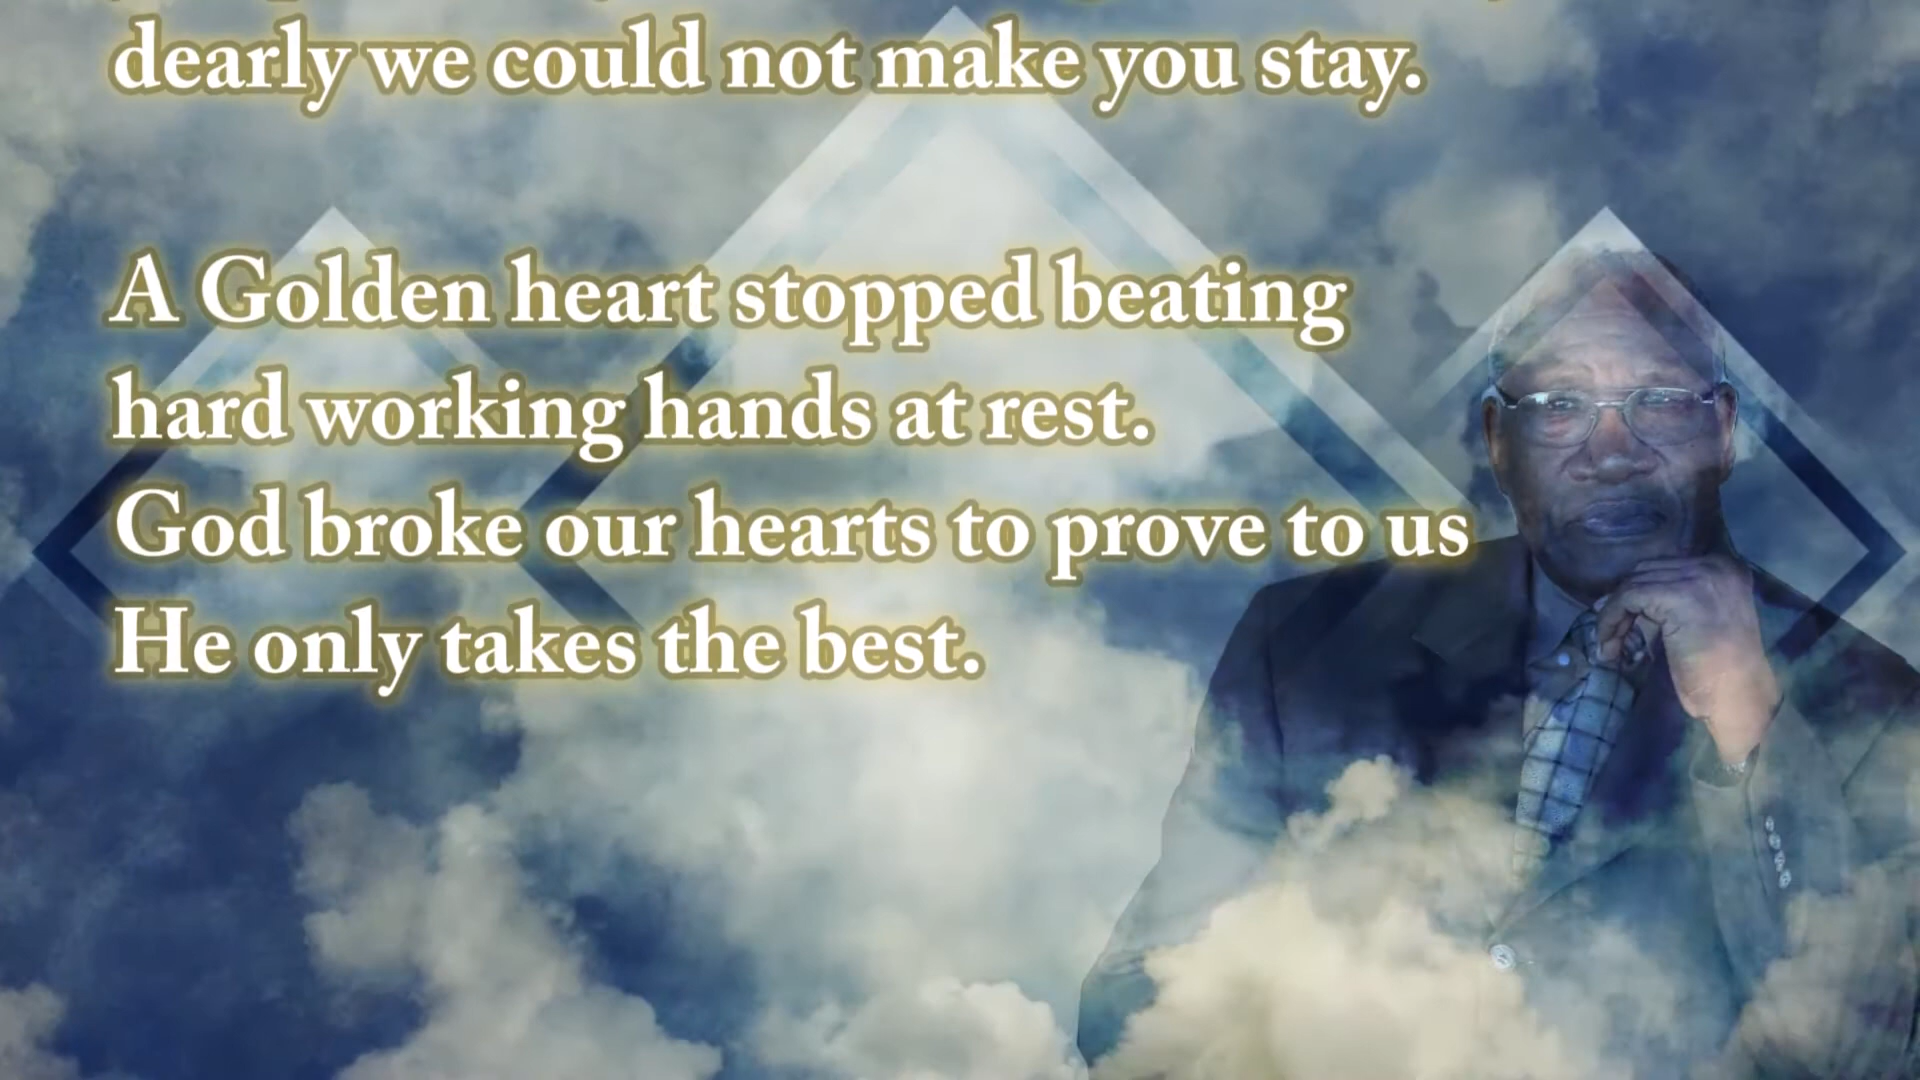 dearly we could not make you stay.
A Golden heart stopped beating
hard working hands at rest.
God broke our hearts to prove to us
He only takes the best.